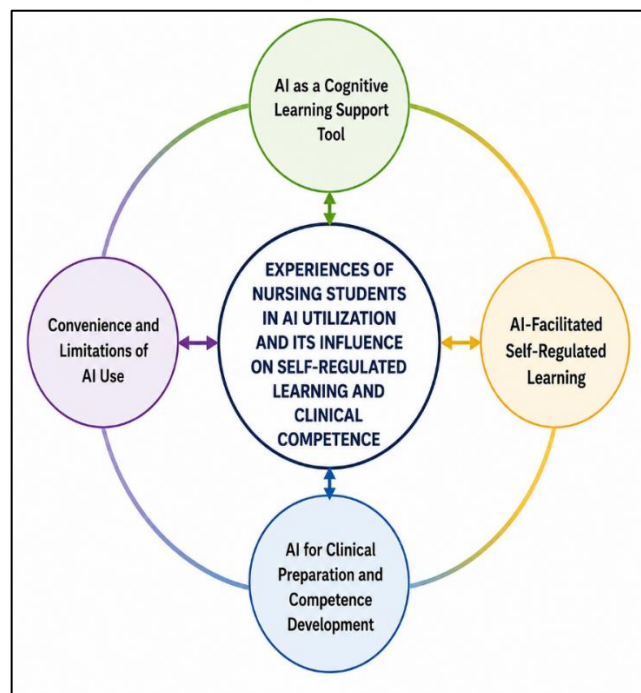 AI as a Cognitive
Learning Support
Tool
EXPERIENCES OF
NURSING STUDENTS
IN AI UTILIZATION
AND ITS INFLUENCE
ON SELF-REGULATED
LEARNING AND
CLINICAL
COMPETENCE
Convenience and
Limitations of
AI Use
AI-Facilitated
Self-Regulated
Learning
AI for Clinical
Preparation and
Competence
Development